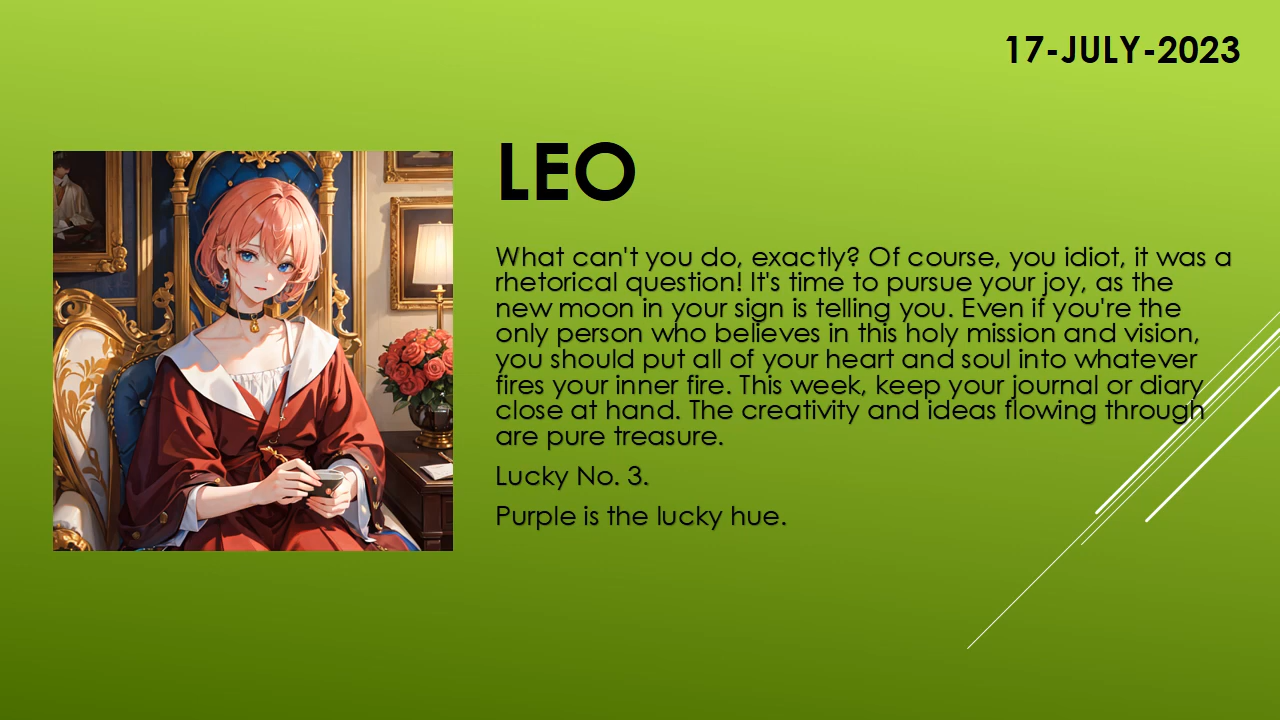 17-JULY-2023
LEO
What can't you do, exactly? Of course, you idiot, it was a
rhetorical question! It's time to pursue your joy, as the
new moon in your sign is telling you. Even if you're the
only person who believes in this holy mission and vision,
you should put all of your heart and soul into whatever
fires your inner fire. This week, keep your journal or diary
close at hand. The creativity and ideas flowing through
are pure treasure.
Lucky No. 3.
Purple is the lucky hue.